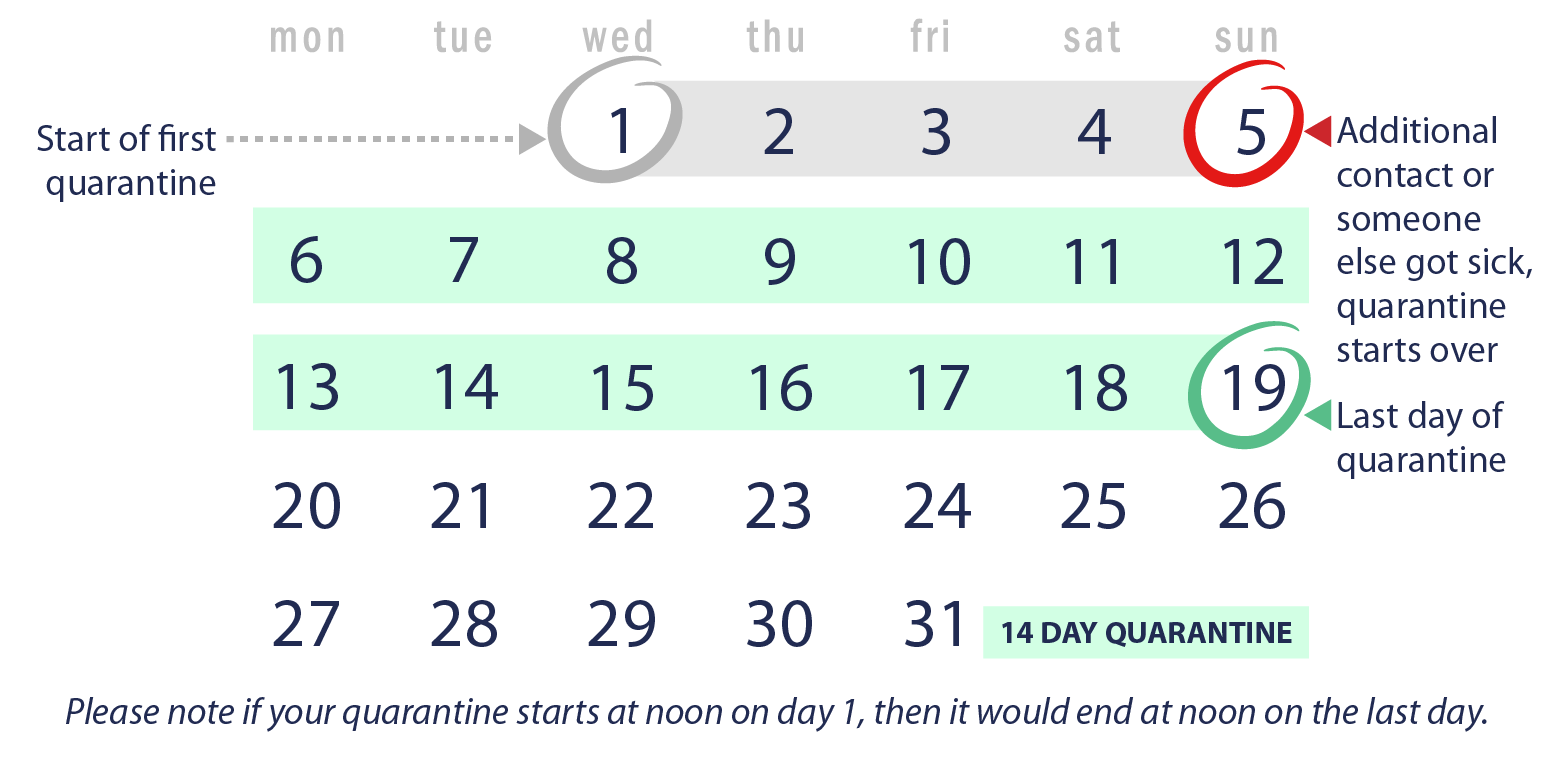 mon tue wed thu fri sat sun
Start of first
quarantine
1 2 3 4 5
Additional
contact or
someone
else got sick,
quarantine
starts over
6 7 8 9 10 11 12
13 14 15 16 17 18 19
Last day of
quarantine
20 21 22 23 24 25 26
27 28 29 30 31
14 DAY QUARANTINE
Please note if your quarantine starts at noon on day 1, then it would end at noon on the last day.